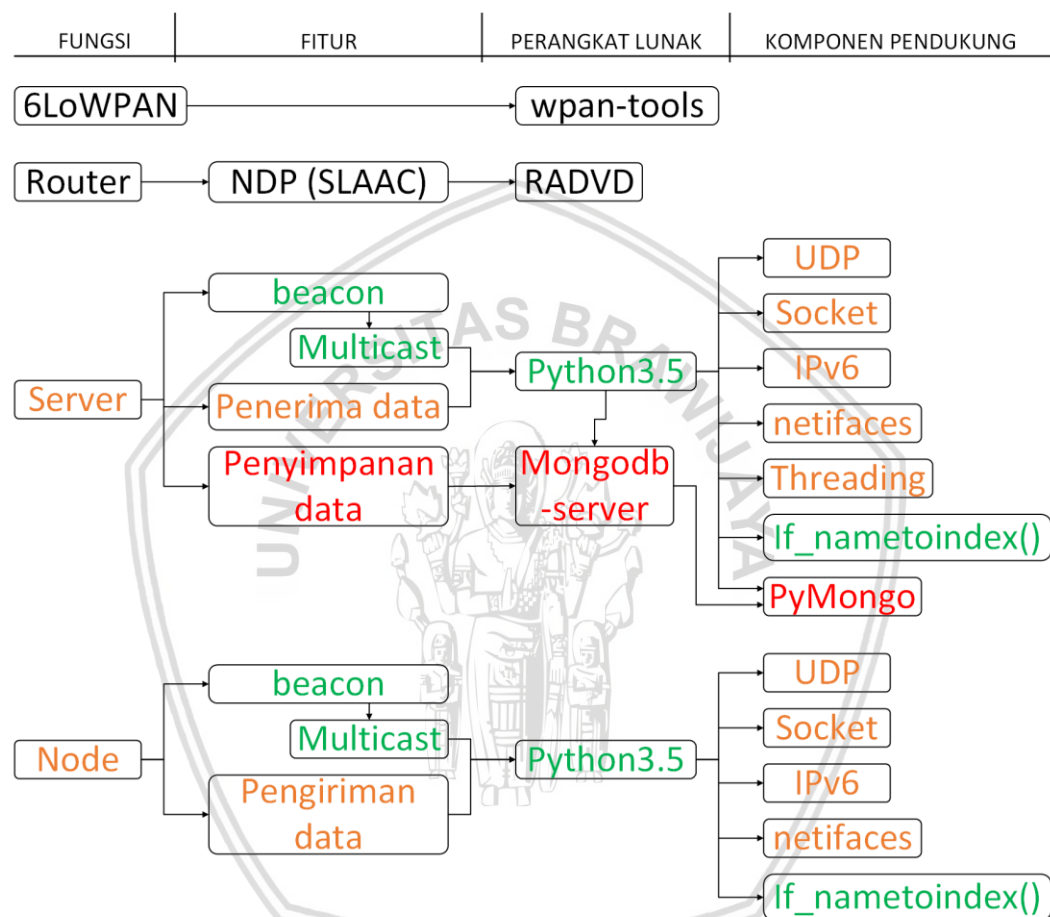 FUNGSI
FITUR
PERANGKAT LUNAK
KOMPONEN PENDUKUNG
6LoWPAN
wpan-tools
Router
NDP (SLAAC)
RADVD
Server
beacon
Multicast
Penerima data
Penyimpanan
data
Python3.5
Mongodb
-server
UDP
Socket
IPv6
netifaces
Threading
If_nametoindex()
PyMongo
Node
beacon
Multicast
Pengiriman
data
Python3.5
UDP
Socket
IPv6
netifaces
If_nametoindex()
UNIVERSITAS BRAWIJAYA